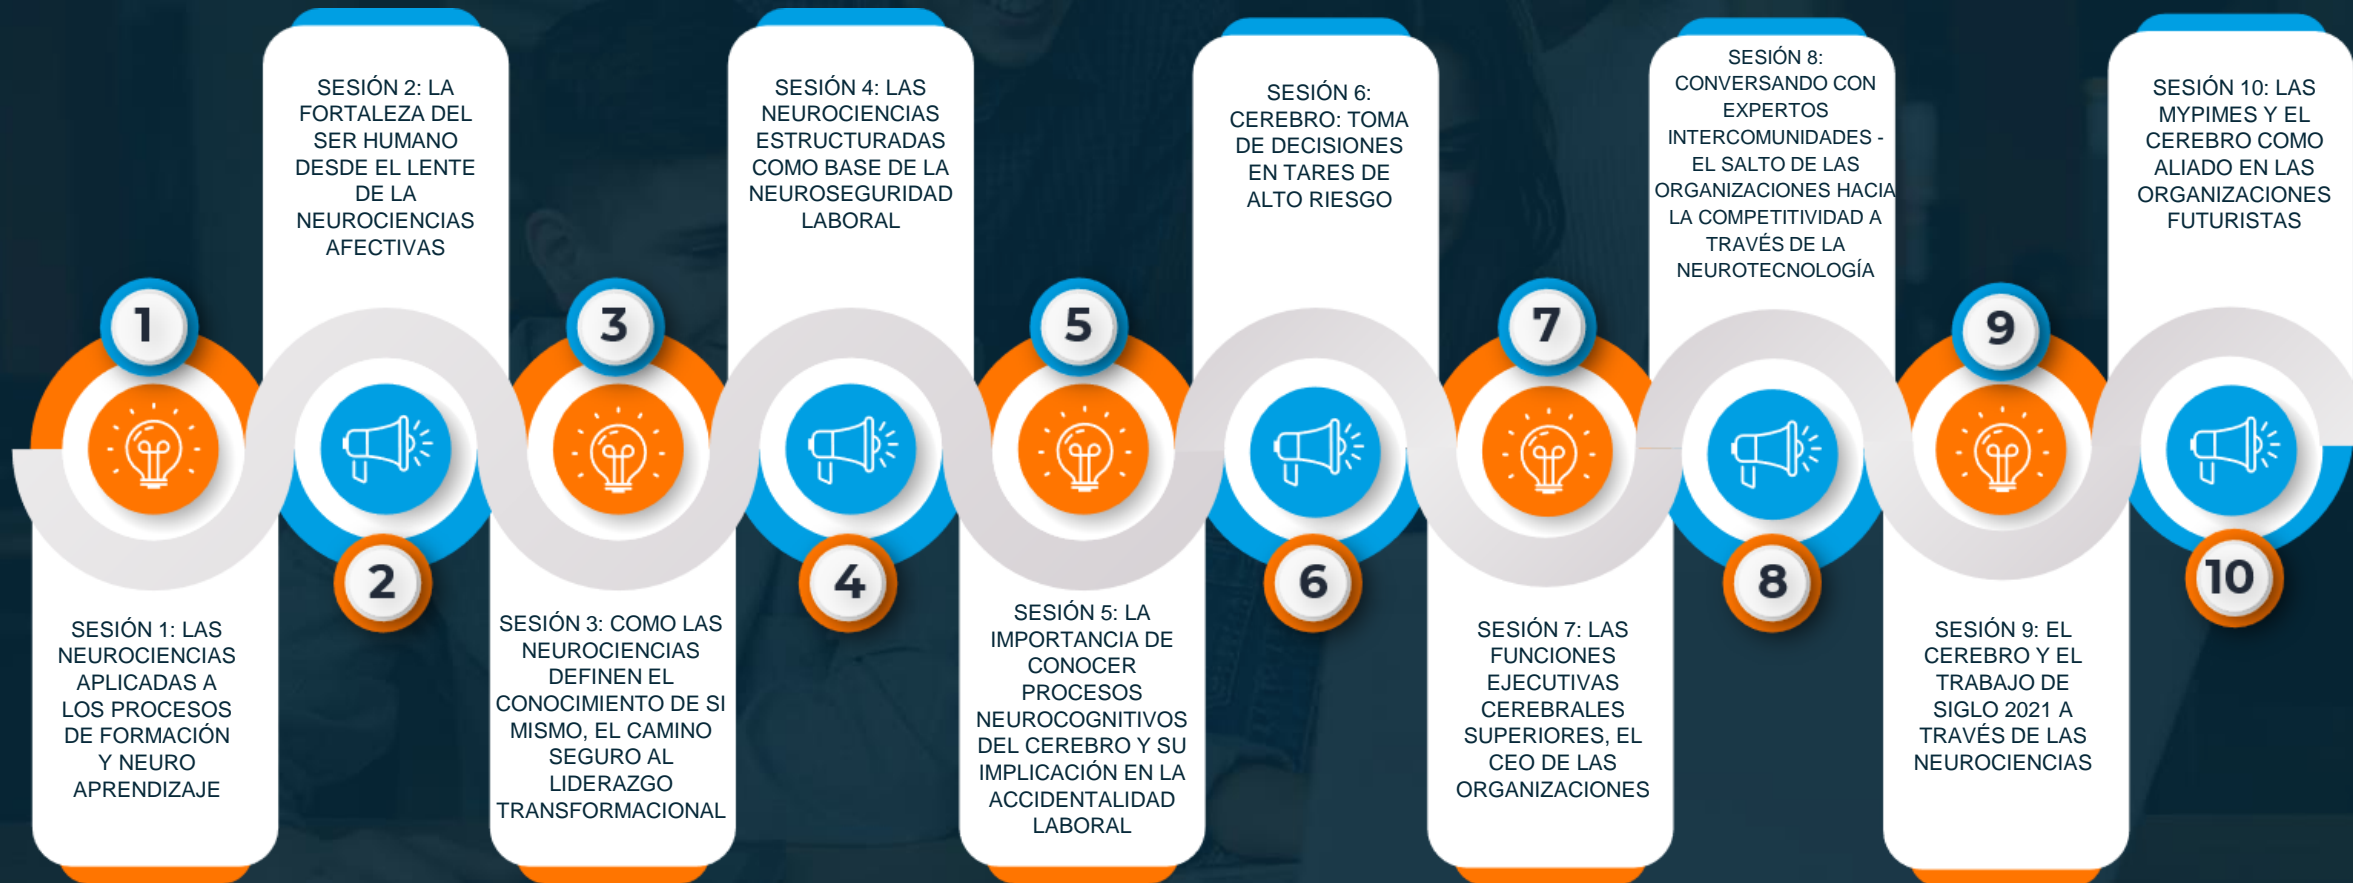 1
SESIÓN 1: LAS
NEUROCIENCIAS
APLICADAS A
LOS PROCESOS
DE FORMACIÓN
Y NEURO
APRENDIZAJE
SESIÓN 2: LA
FORTALEZA DEL
SER HUMANO
DESDE EL LENTE
DE LA
NEUROCIENCIAS
AFECTIVAS
2
3
SESIÓN 3: COMO LAS
NEUROCIENCIAS
DEFINEN EL
CONOCIMIENTO DE SI
MISMO, EL CAMINO
SEGURO AL
LIDERAZGO
TRANSFORMACIONAL
SESIÓN 4: LAS
NEUROCIENCIAS
ESTRUCTURADAS
COMO BASE DE LA
NEUROSEGURIDAD
LABORAL
4
5
SESIÓN 5: LA
IMPORTANCIA DE
CONOCER
PROCESOS
NEUROCOGNITIVOS
DEL CEREBRO Y SU
IMPLICACIÓN EN LA
ACCIDENTALIDAD
LABORAL
SESIÓN 6:
CEREBRO: TOMA
DE DECISIONES
EN TARES DE
ALTO RIESGO
6
7
SESIÓN 7: LAS
FUNCIONES
EJECUTIVAS
CEREBRALES
SUPERIORES, EL
CEO DE LAS
ORGANIZACIONES
SESIÓN 8:
CONVERSANDO CON
EXPERTOS
INTERCOMUNIDADES -
EL SALTO DE LAS
ORGANIZACIONES HACIA
LA COMPETITIVIDAD A
TRAVÉS DE LA
NEUROTECNOLOGÍA
8
9
SESIÓN 9: EL
CEREBRO Y EL
TRABAJO DE
SIGLO 2021 A
TRAVÉS DE LAS
NEUROCIENCIAS
SESIÓN 10: LAS
MYPIMES Y EL
CEREBRO COMO
ALIADO EN LAS
ORGANIZACIONES
FUTURISTAS
10